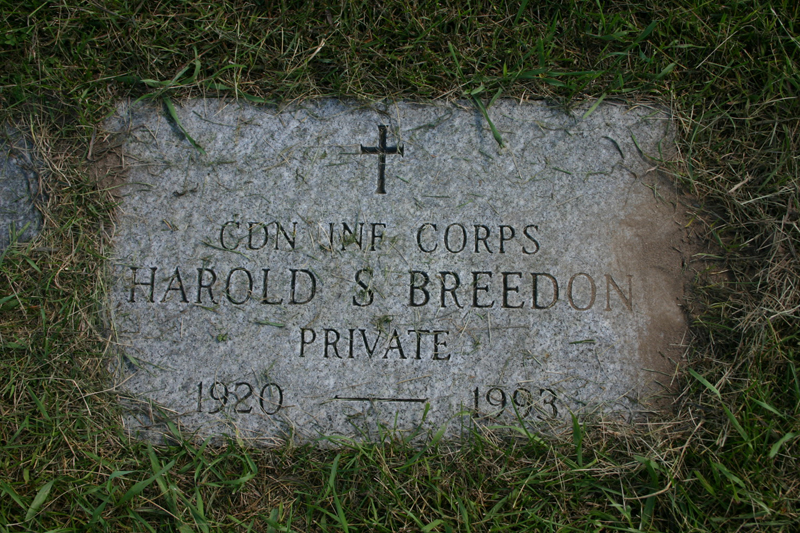 CDN INF CORPS
HAROLD S BREEDON
PRIVATE
1920 — 1993